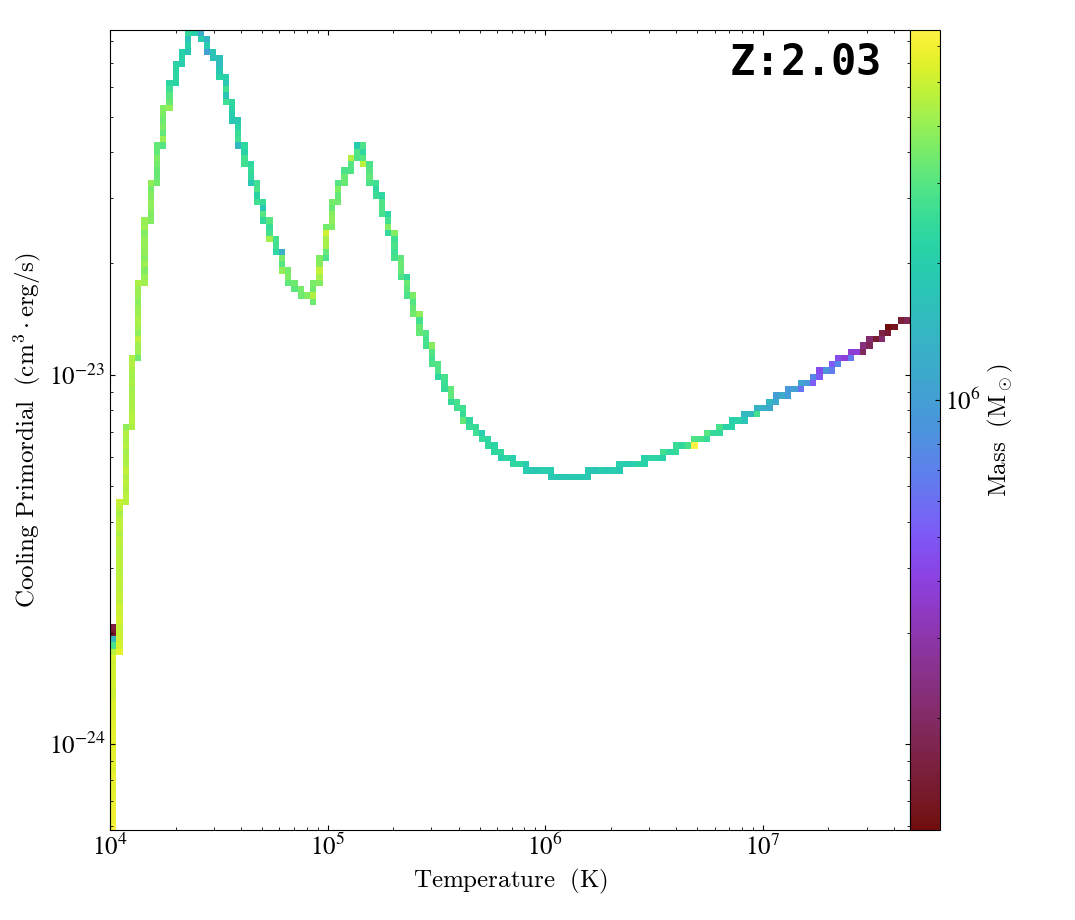 Z:2.03
Cooling Primordial (cm³ · erg/s)
10⁻²³
10⁻²⁴
10⁴ 10⁵ 10⁶ 10⁷
Temperature (K)
10⁶
Mass (M☉)